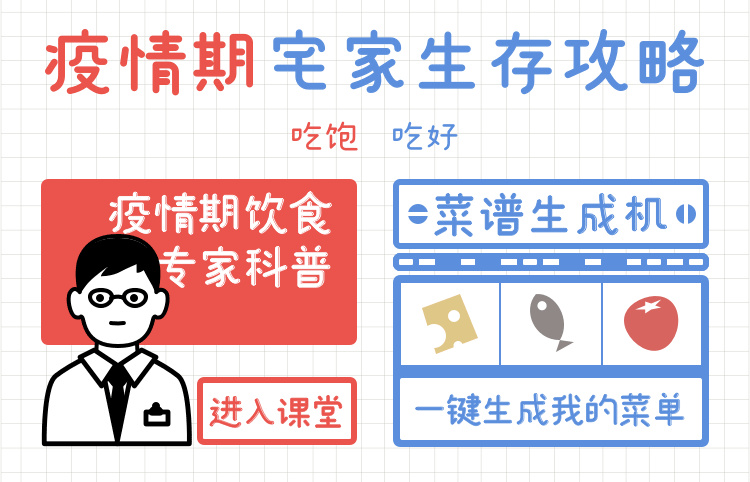 疫情期宅家生存攻略
吃饱 吃好
疫情期饮食
专家科普
进入课堂
菜谱生成机
一键生成我的菜单